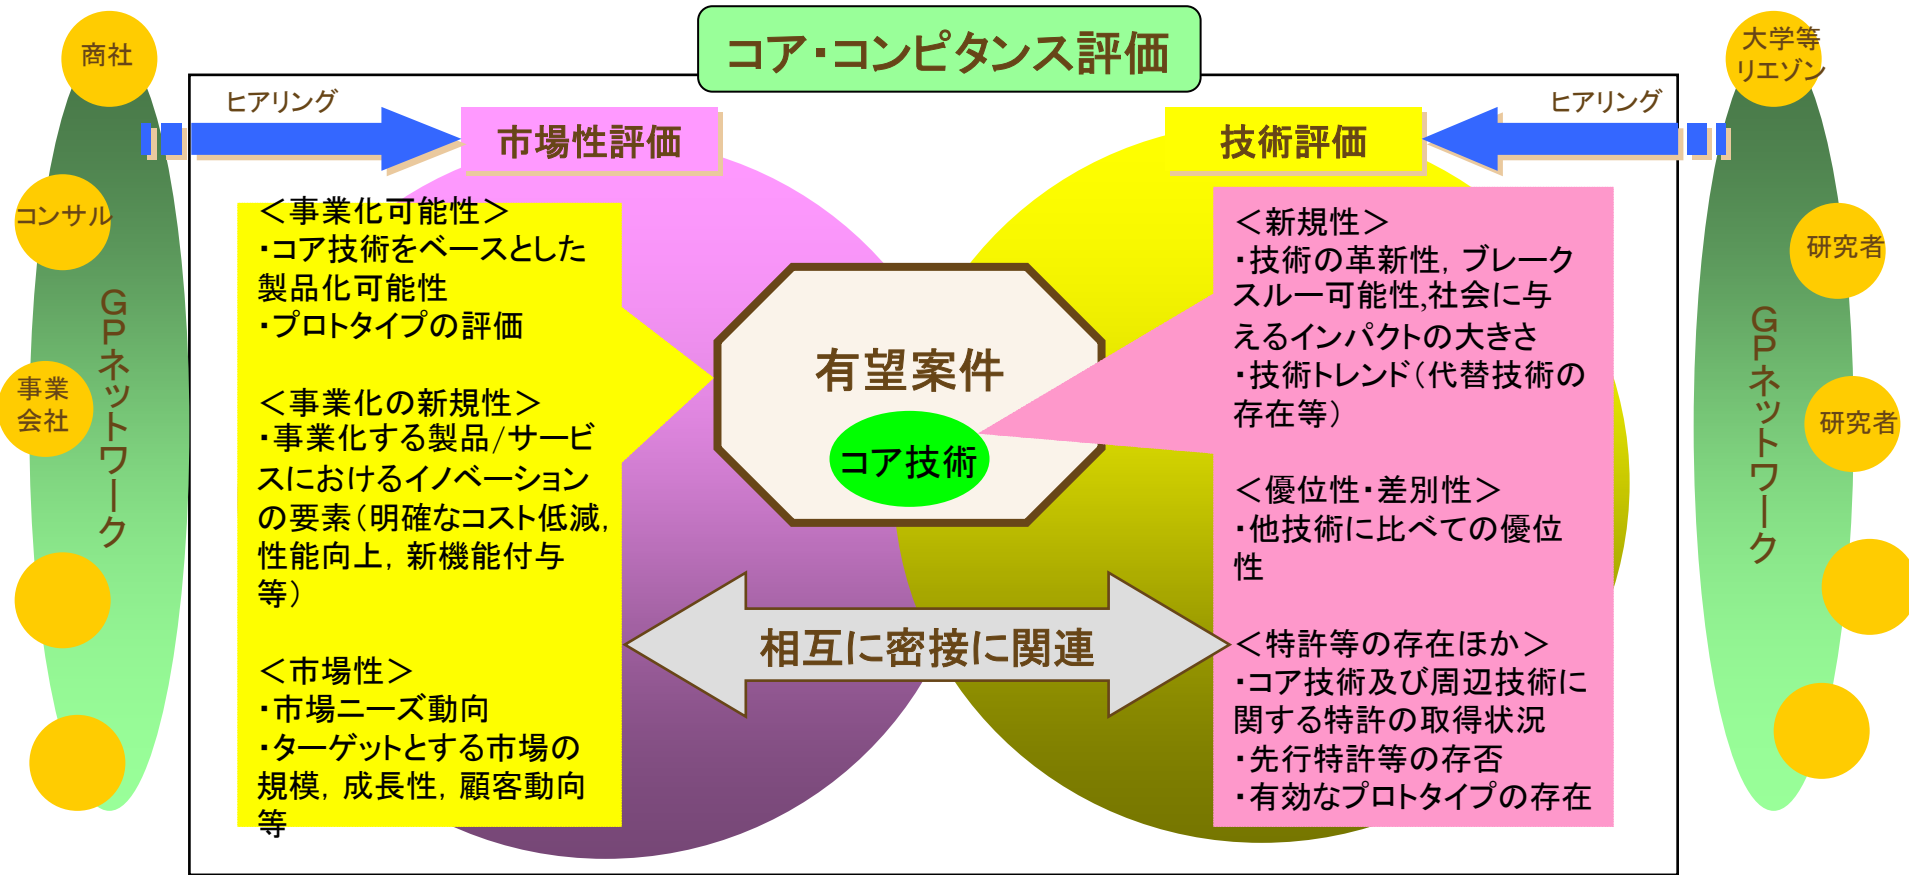 コア・コンピタンス評価
商社
コンサル
事業
会社
GPネットワーク
ヒアリング
市場性評価
＜事業化可能性＞
・コア技術をベースとした
製品化可能性
・プロトタイプの評価
＜事業化の新規性＞
・事業化する製品/サービ
スにおけるイノベーション
の要素（明確なコスト低減，
性能向上，新機能付与
等）
＜市場性＞
・市場ニーズ動向
・ターゲットとする市場の
規模，成長性，顧客動向
等
有望案件
コア技術
相互に密接に関連
ヒアリング
技術評価
＜新規性＞
・技術の革新性，ブレーク
スルー可能性,社会に与
えるインパクトの大きさ
・技術トレンド（代替技術の
存在等）
＜優位性・差別性＞
・他技術に比べての優位
性
＜特許等の存在ほか＞
・コア技術及び周辺技術に
関する特許の取得状況
・先行特許等の存否
・有効なプロトタイプの存在
大学等
リエゾン
研究者
研究者
GPネットワーク